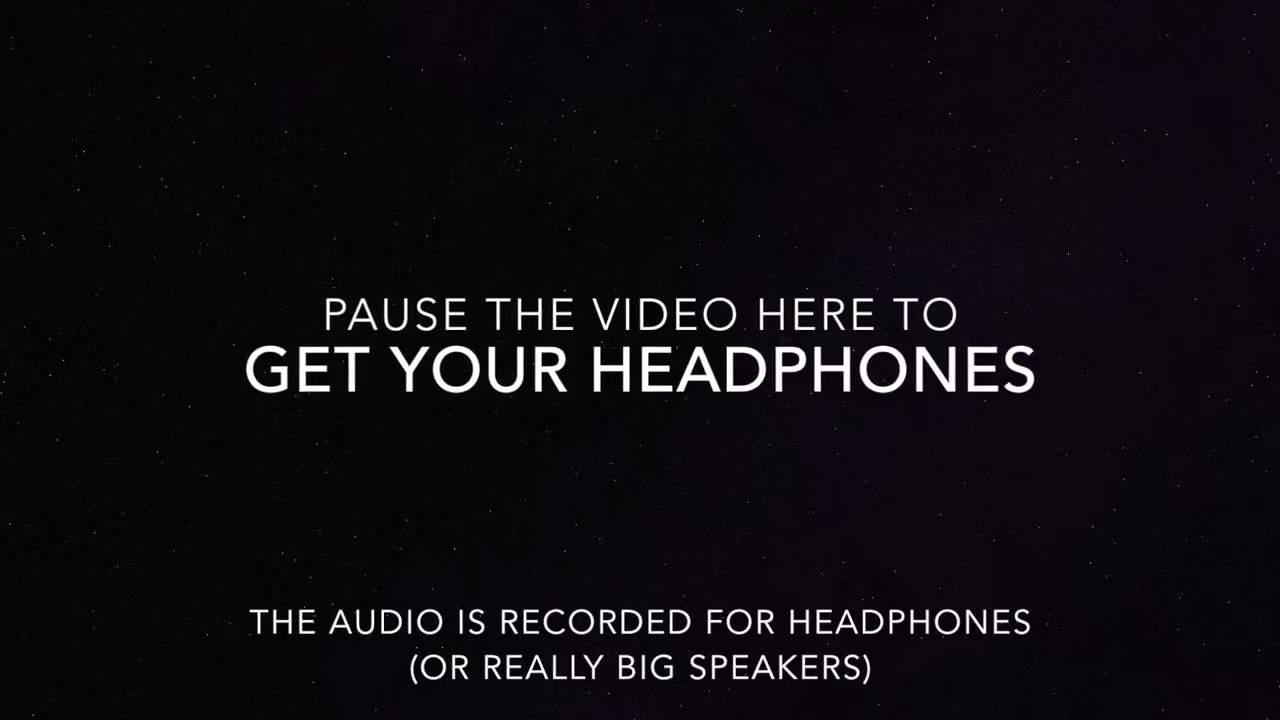 PAUSE THE VIDEO HERE TO
GET YOUR HEADPHONES
THE AUDIO IS RECORDED FOR HEADPHONES
(OR REALLY BIG SPEAKERS)